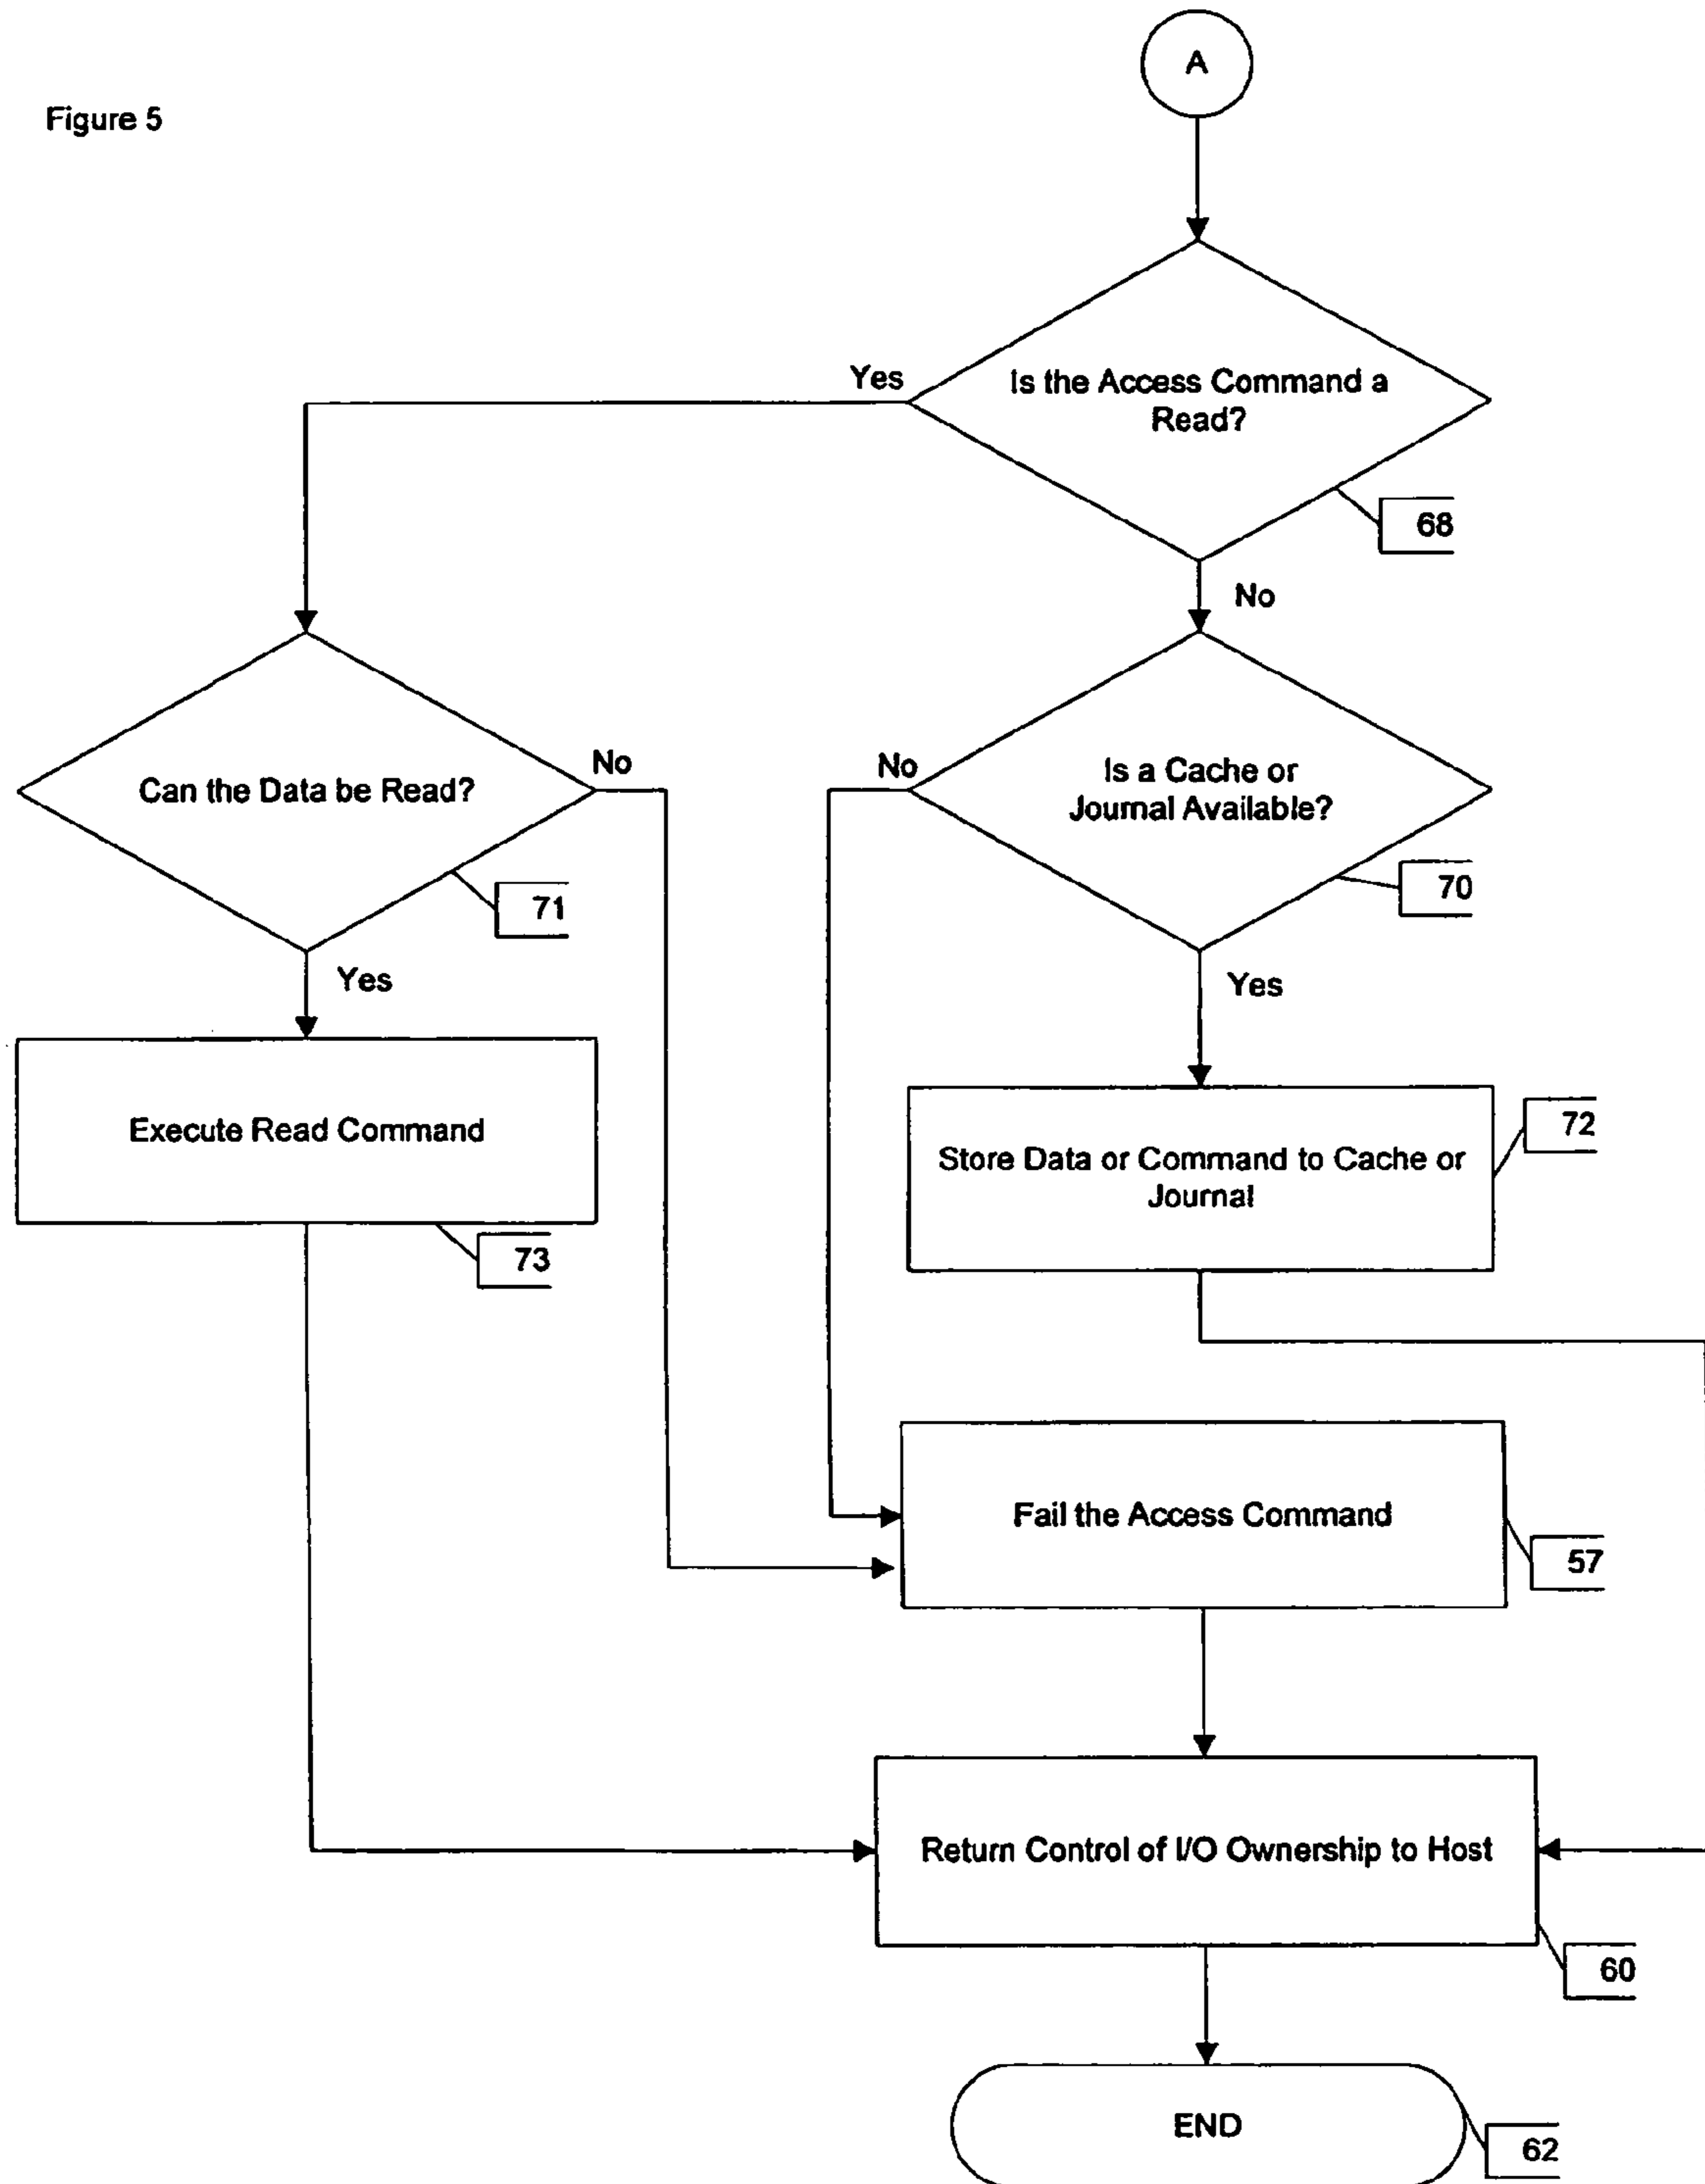 A
Figure 5
Yes
Is the Access Command a
Read?
68
No
Can the Data be Read?
No
No
Is a Cache or
Journal Available?
71
70
Yes
Yes
Execute Read Command
72
Store Data or Command to Cache or
Journal
73
Fail the Access Command
57
Return Control of I/O Ownership to Host
60
END
62